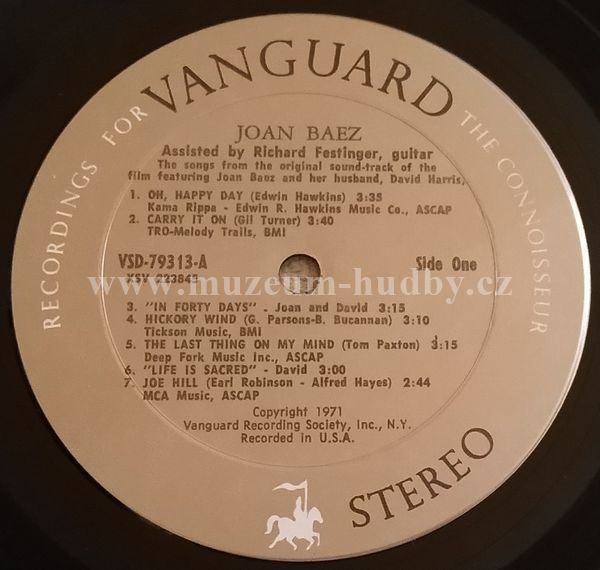 RECORDINGS FOR VANGUARD THE CONNOISSEUR
JOAN BAEZ
Assisted by Richard Festinger, guitar
The songs from the original sound-track of the
film featuring Joan Baez and her husband, David Harris.
1. OH, HAPPY DAY (Edwin Hawkins) 3:35
Kama Rippa - Edwin R. Hawkins Music Co., ASCAP
2. CARRY IT ON (Gil Turner) 3:40
TRO-Melody Trails, BMI
VSD-79313-A Side One
XSV 223843
www.muzeum-hudby.cz
3. "IN FORTY DAYS" - Joan and David 3:15
4. HICKORY WIND (G. Parsons-B. Bucannan) 3:10
Tickson Music, BMI
5. THE LAST THING ON MY MIND (Tom Paxton) 3:15
Deep Fork Music Inc., ASCAP
6. "LIFE IS SACRED" - David 3:00
7. JOE HILL (Earl Robinson - Alfred Hayes) 2:44
MCA Music, ASCAP
Copyright 1971
Vanguard Recording Society, Inc., N.Y.
Recorded in U.S.A.
STEREO